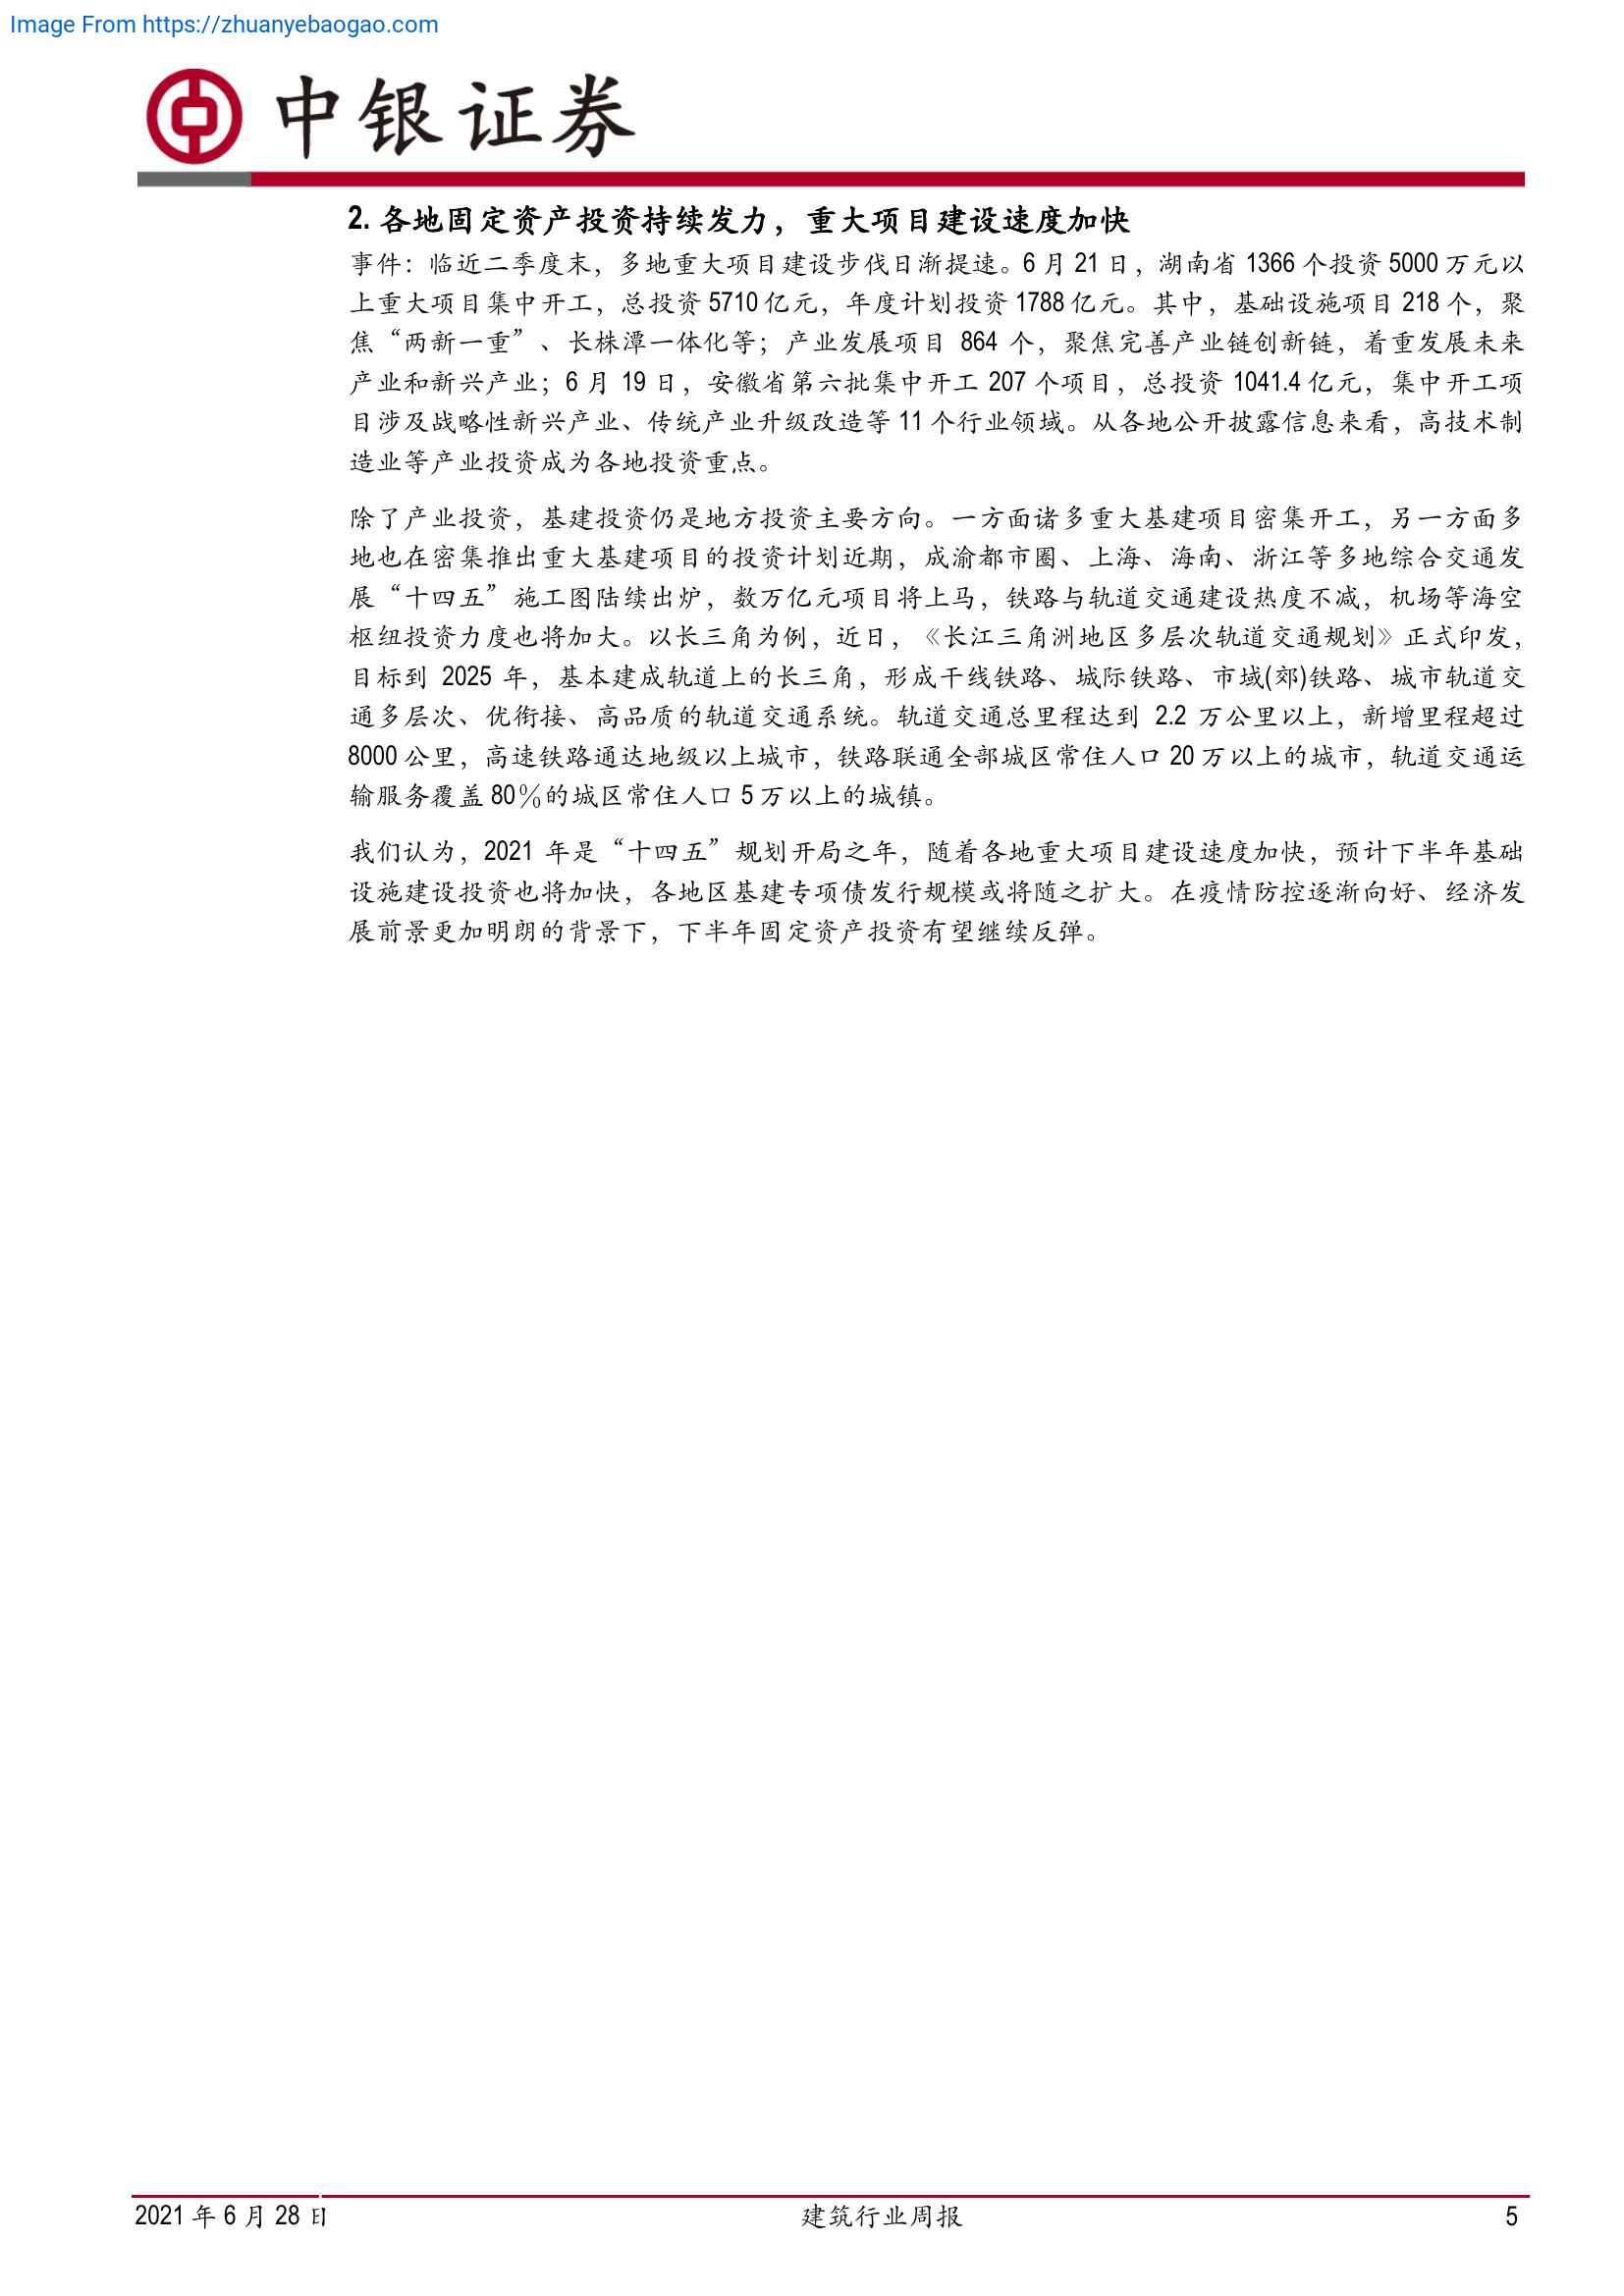 Image From https://zhuanyebaogao.com
中银证券
2. 各地固定资产投资持续发力，重大项目建设速度加快
事件：临近二季度末，多地重大项目建设步伐日渐提速。6 月 21 日，湖南省 1366 个投资 5000 万元以
上重大项目集中开工，总投资 5710 亿元，年度计划投资 1788 亿元。其中，基础设施项目 218 个，聚
焦“两新一重”、长株潭一体化等；产业发展项目 864 个，聚焦完善产业链创新链，着重发展未来
产业和新兴产业；6 月 19 日，安徽省第六批集中开工 207 个项目，总投资 1041.4 亿元，集中开工项
目涉及战略性新兴产业、传统产业升级改造等 11 个行业领域。从各地公开披露信息来看，高技术制
造业等产业投资成为各地投资重点。
除了产业投资，基建投资仍是地方投资主要方向。一方面诸多重大基建项目密集开工，另一方面多
地也在密集推出重大基建项目的投资计划近期，成渝都市圈、上海、海南、浙江等多地综合交通发
展“十四五”施工图陆续出炉，数万亿元项目将上马，铁路与轨道交通建设热度不减，机场等海空
枢纽投资力度也将加大。以长三角为例，近日，《长江三角洲地区多层次轨道交通规划》正式印发，
目标到 2025 年，基本建成轨道上的长三角，形成干线铁路、城际铁路、市域(郊)铁路、城市轨道交
通多层次、优衔接、高品质的轨道交通系统。轨道交通总里程达到 2.2 万公里以上，新增里程超过
8000 公里，高速铁路通达地级以上城市，铁路联通全部城区常住人口 20 万以上的城市，轨道交通运
输服务覆盖 80％的城区常住人口 5 万以上的城镇。
我们认为，2021 年是“十四五”规划开局之年，随着各地重大项目建设速度加快，预计下半年基础
设施建设投资也将加快，各地区基建专项债发行规模或将随之扩大。在疫情防控逐渐向好、经济发
展前景更加明朗的背景下，下半年固定资产投资有望继续反弹。
2021 年 6 月 28 日
建筑行业周报
5